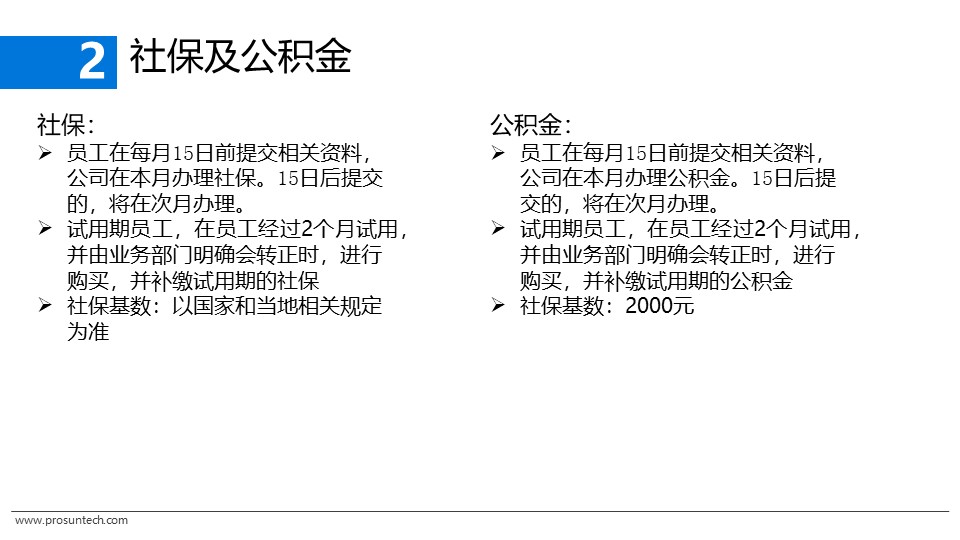 2 社保及公积金
社保：
➢ 员工在每月15日前提交相关资料，
公司在本月办理社保。15日后提交
的，将在次月办理。
➢ 试用期员工，在员工经过2个月试用，
并由业务部门明确会转正时，进行
购买，并补缴试用期的社保
➢ 社保基数：以国家和当地相关规定
为准
公积金：
➢ 员工在每月15日前提交相关资料，
公司在本月办理公积金。15日后提
交的，将在次月办理。
➢ 试用期员工，在员工经过2个月试用，
并由业务部门明确会转正时，进行
购买，并补缴试用期的公积金
➢ 社保基数：2000元
www.prosuntech.com